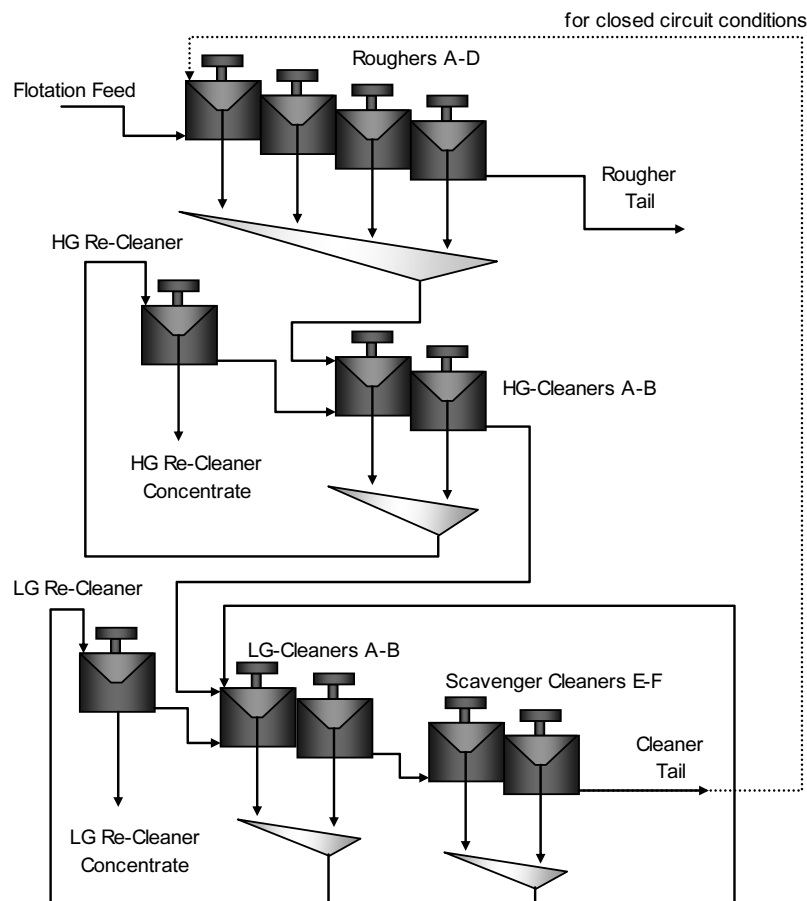 for closed circuit conditions
Roughers A-D
Flotation Feed
Rougher
Tail
HG Re-Cleaner
HG-Cleaners A-B
HG Re-Cleaner
Concentrate
LG Re-Cleaner
LG-Cleaners A-B
Scavenger Cleaners E-F
Cleaner
Tail
LG Re-Cleaner
Concentrate